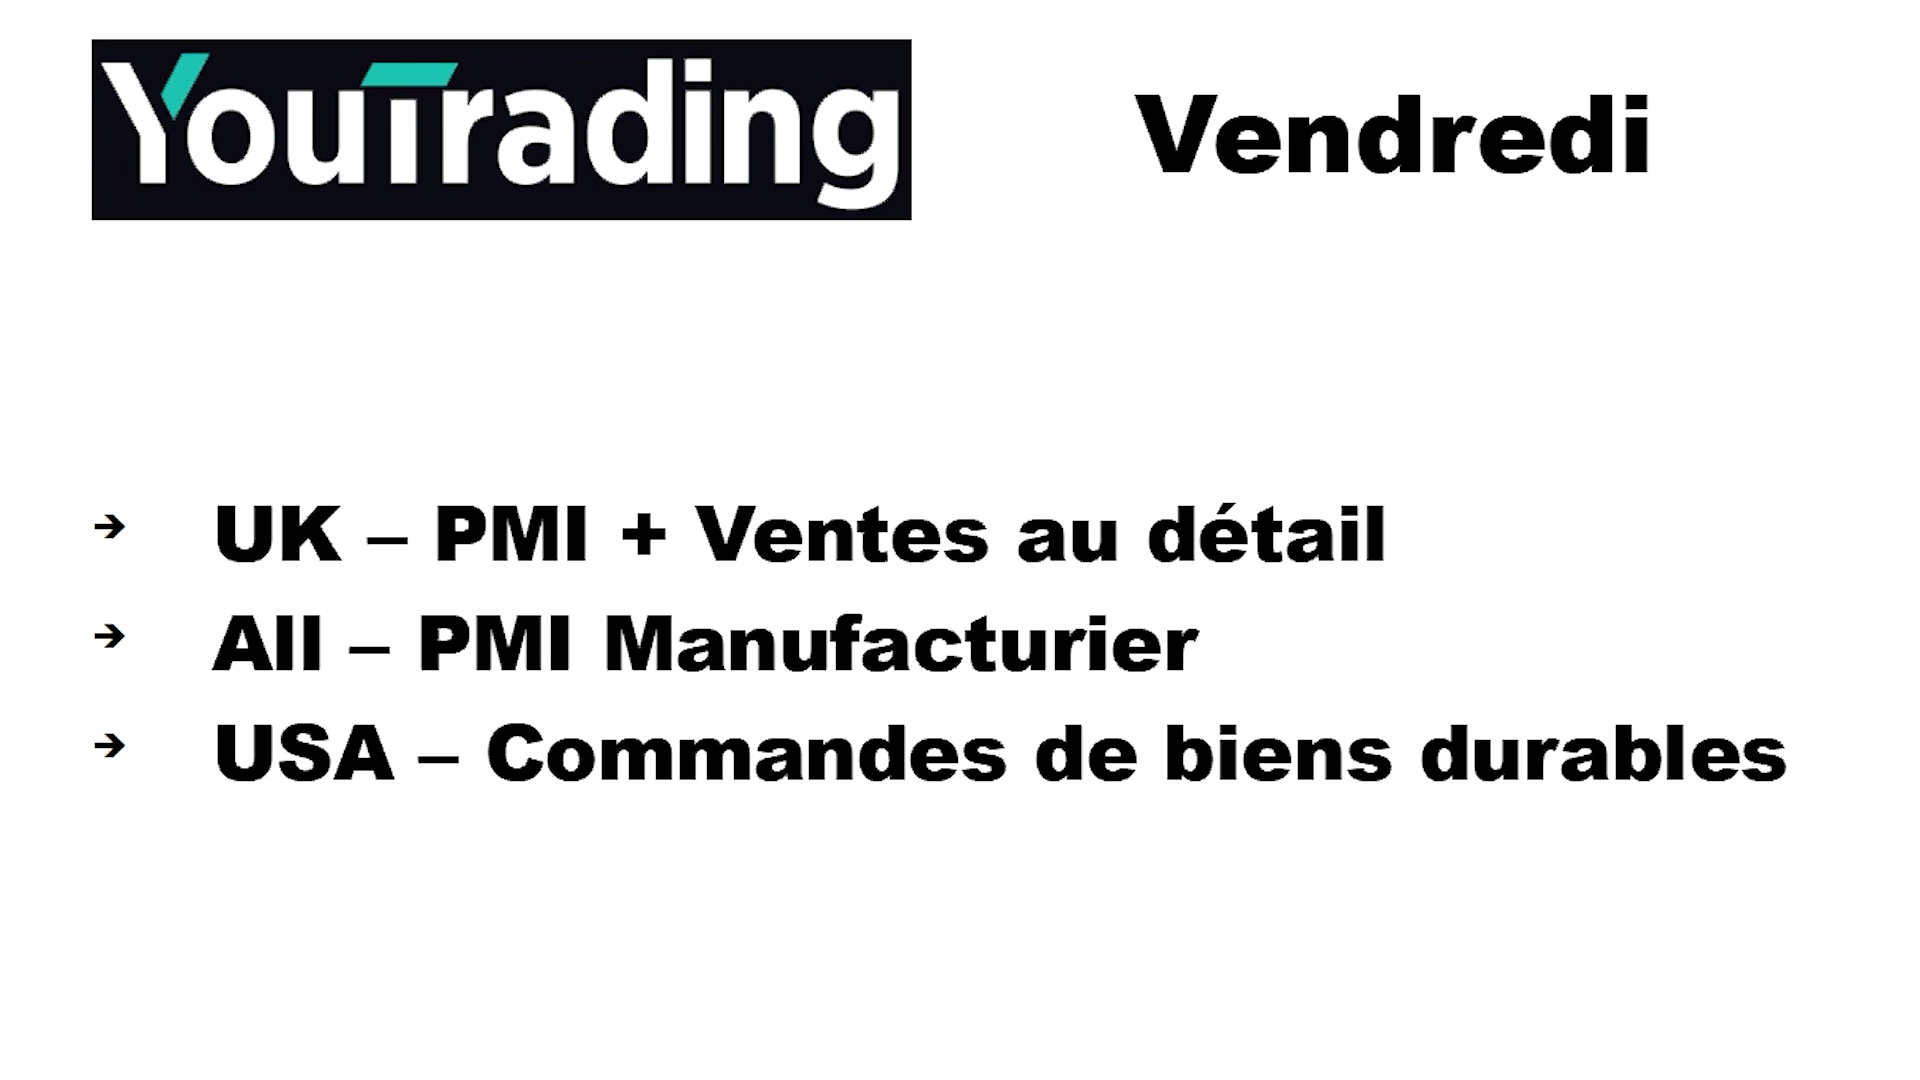 YouTrading
Vendredi
➔ UK – PMI + Ventes au détail
➔ All – PMI Manufacturier
➔ USA – Commandes de biens durables